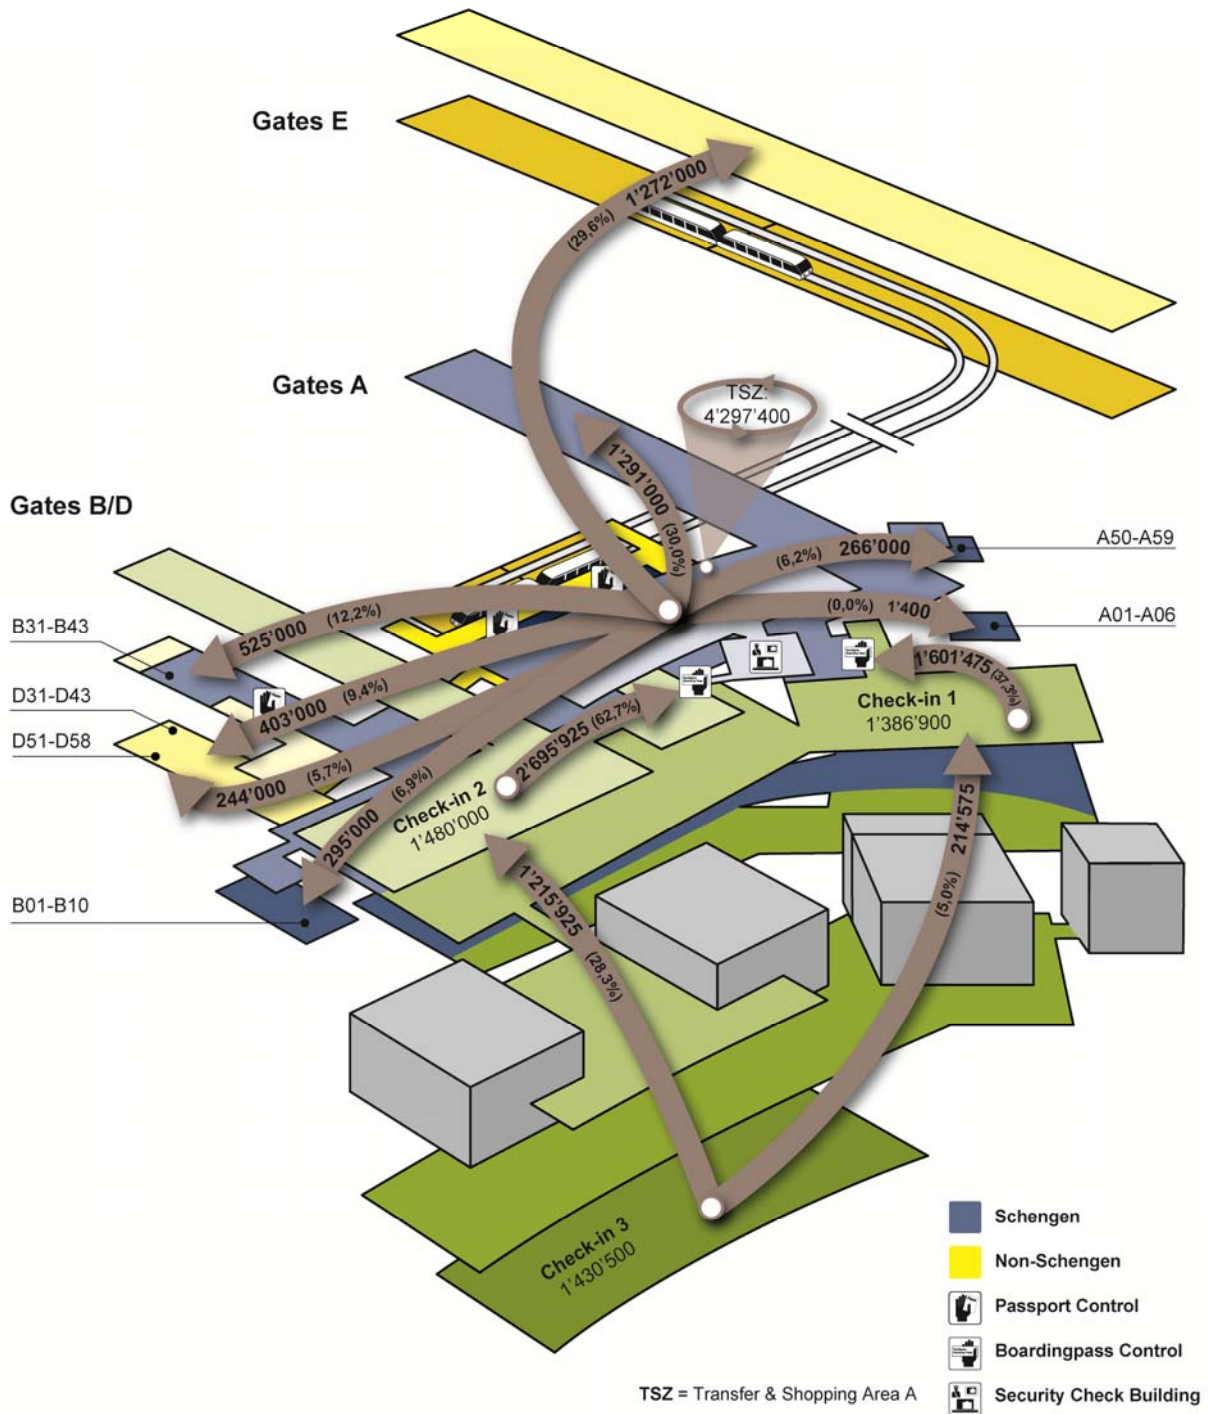 Gates E
1’272’000
(29,6%)
Gates A
TSZ:
4’297’400
1’291’000
(30,0%)
Gates B/D
A50-A59
(6,2%) 266’000
(0,0%) 1’400
A01-A06
B31-B43
525’000 (12,2%)
1’601’475 (37,3%)
D31-D43
403’000 (9,4%)
Check-in 1
1’386’900
D51-D58
2’695’925 (62,7%)
244’000 (5,7%)
295’000 (6,9%)
Check-in 2
1’480’000
214’575
(5,0%)
1’215’925
(28,3%)
B01-B10
Check-in 3
1’430’500
Schengen
Non-Schengen
Passport Control
Boardingpass Control
Security Check Building
TSZ = Transfer & Shopping Area A